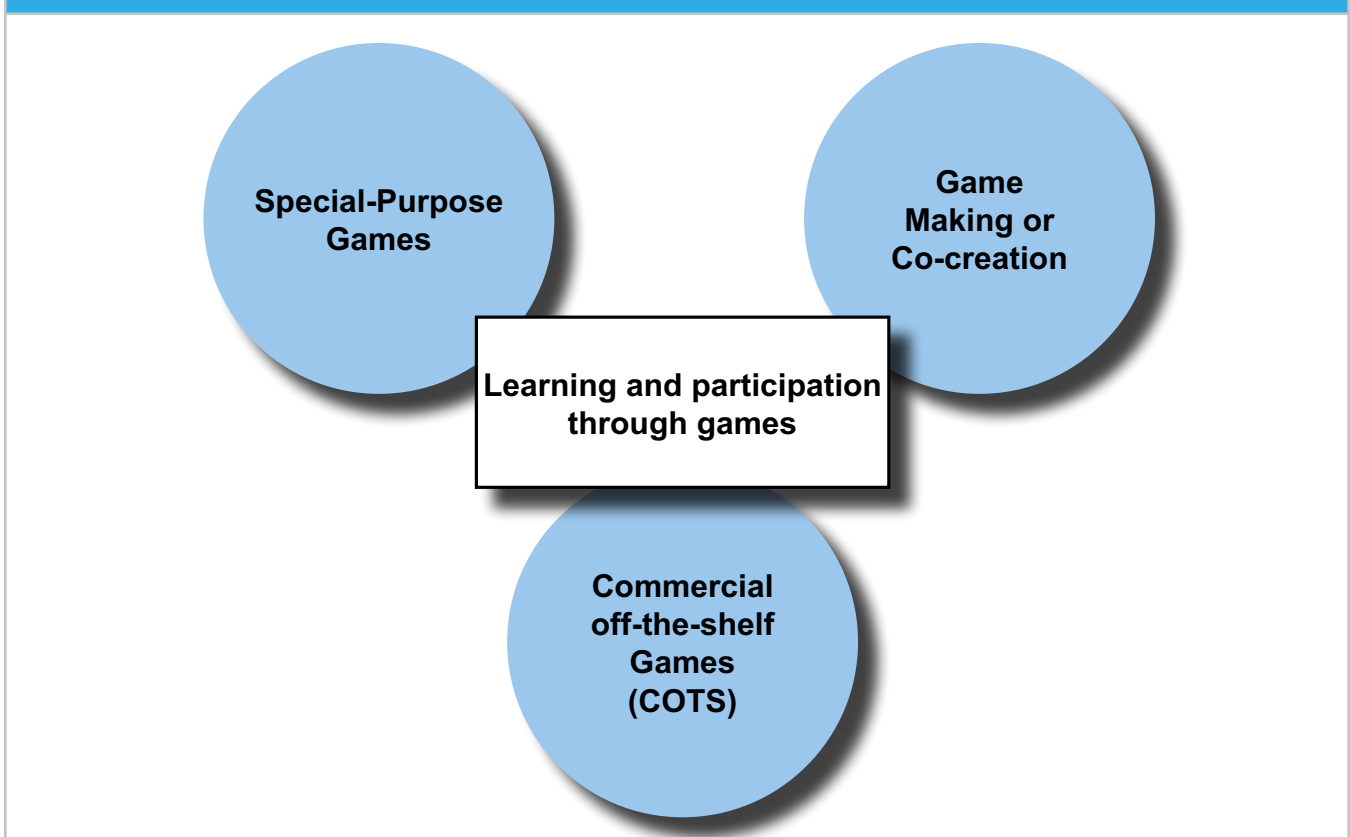 Special-Purpose
Games
Game
Making or
Co-creation
Learning and participation
through games
Commercial
off-the-shelf
Games
(COTS)